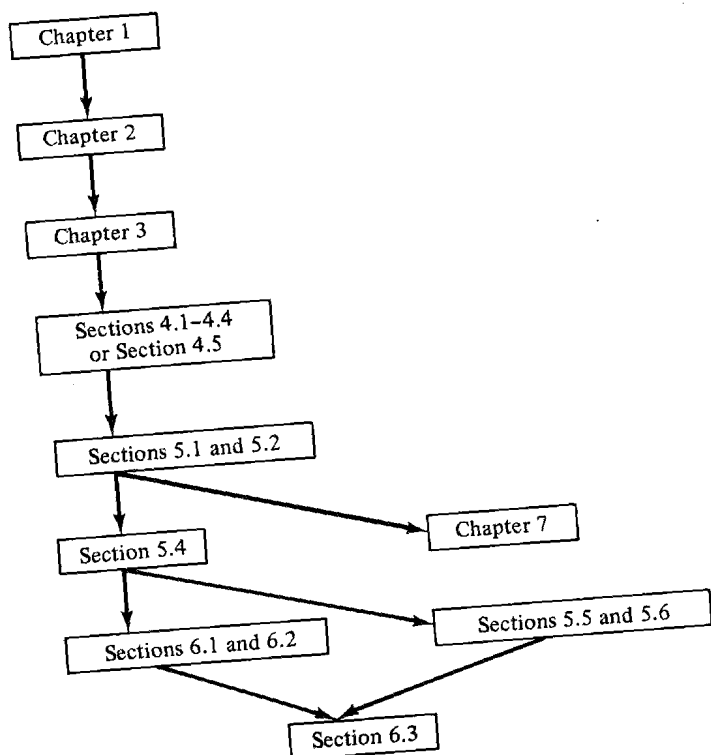 Chapter 1
Chapter 2
Chapter 3
Sections 4.1–4.4
or Section 4.5
Sections 5.1 and 5.2
Chapter 7
Section 5.4
Sections 5.5 and 5.6
Sections 6.1 and 6.2
Section 6.3